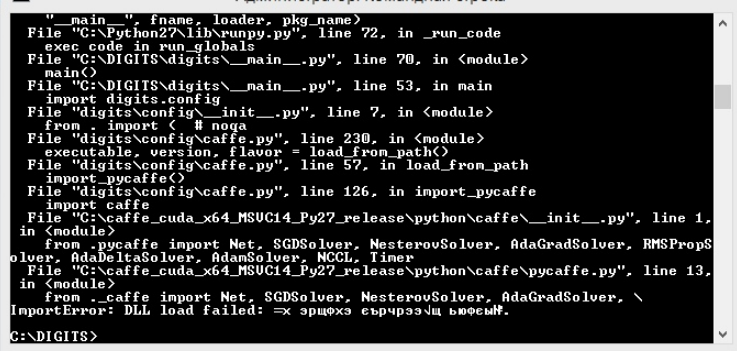 Администратор: Командная строка
"__main__", fname, loader, pkg_name)
File "C:\Python27\lib\runpy.py", line 72, in _run_code
exec code in run_globals
File "C:\DIGITS\digits\__main__.py", line 70, in <module>
main()
File "C:\DIGITS\digits\__main__.py", line 53, in main
import digits.config
File "digits\config\__init__.py", line 7, in <module>
from . import (  # noqa
File "digits\config\caffe.py", line 230, in <module>
executable, version, flavor = load_from_path()
File "digits\config\caffe.py", line 57, in load_from_path
import_pycaffe()
File "digits\config\caffe.py", line 126, in import_pycaffe
import caffe
File "C:\caffe_cuda_x64_MSVC14_Py27_release\python\caffe\__init__.py", line 1,
in <module>
from .pycaffe import Net, SGDSolver, NesterovSolver, AdaGradSolver, RMSPropS
olver, AdaDeltaSolver, AdamSolver, NCCL, Timer
File "C:\caffe_cuda_x64_MSVC14_Py27_release\python\caffe\pycaffe.py", line 13,
in <module>
from ._caffe import Net, SGDSolver, NesterovSolver, AdaGradSolver, \
ImportError: DLL load failed: =х эрщфхэ єърчрээ√щ ьюфєы№.
C:\DIGITS>